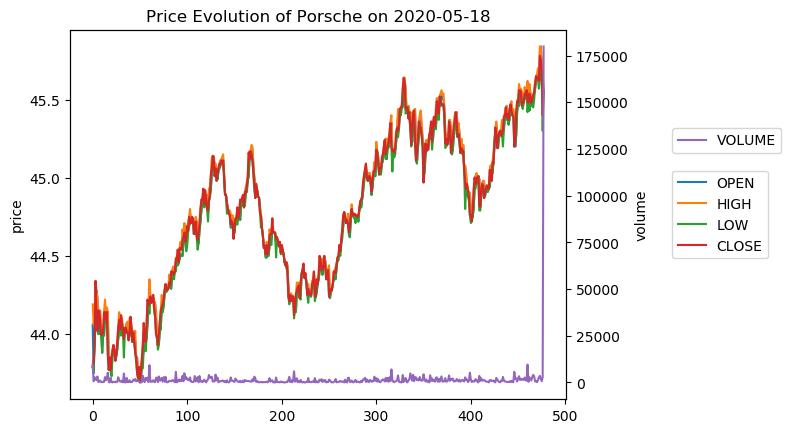 Price Evolution of Porsche on 2020-05-18
price
45.5
45.0
44.5
44.0
0
100
200
300
400
500
175000
150000
125000
100000
75000
50000
25000
0
volume
VOLUME
OPEN
HIGH
LOW
CLOSE